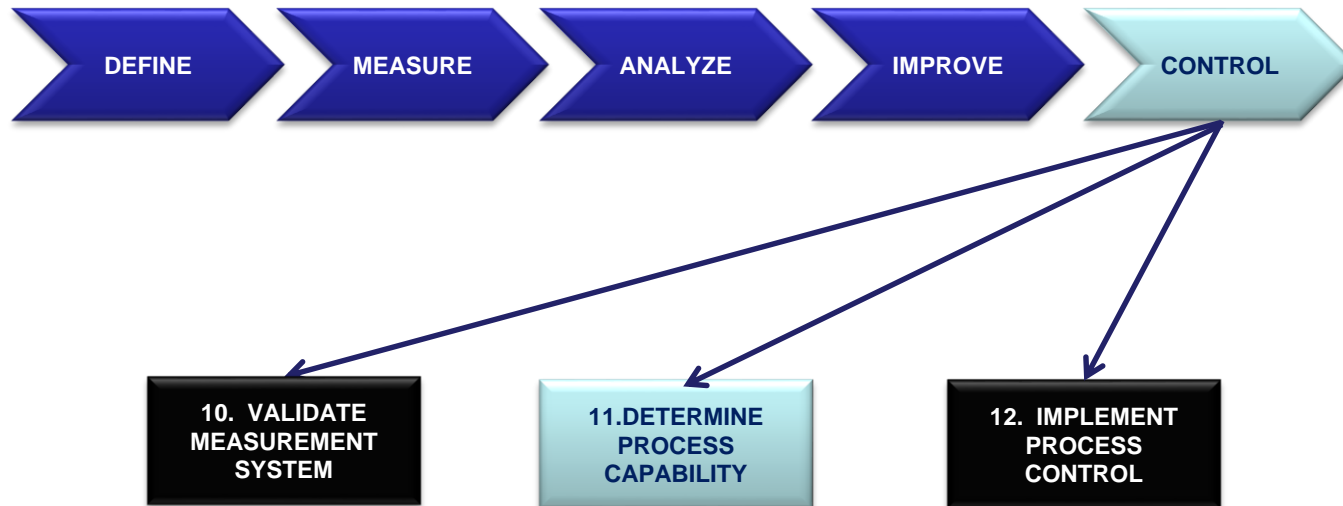 DEFINE
MEASURE
ANALYZE
IMPROVE
CONTROL
10. VALIDATE
MEASUREMENT
SYSTEM
11.DETERMINE
PROCESS
CAPABILITY
12. IMPLEMENT
PROCESS
CONTROL